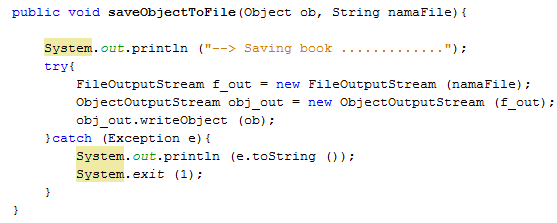 public void saveObjectToFile(Object ob, String namaFile){
System.out.println ("--> Saving book .............");
try{
FileOutputStream f_out = new FileOutputStream (namaFile);
ObjectOutputStream obj_out = new ObjectOutputStream (f_out);
obj_out.writeObject (ob);
}catch (Exception e){
System.out.println (e.toString ());
System.exit (1);
}
}